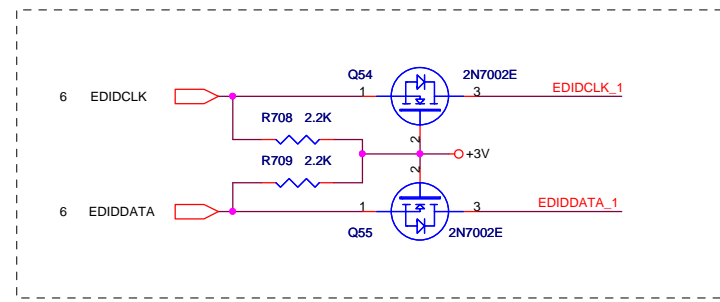 Q54 2N7002E
6 EDIDCLK 1 3 EDIDCLK_1
R708 2.2K
2
+3V
R709 2.2K
2
6 EDIDDATA 1 3 EDIDDATA_1
Q55 2N7002E